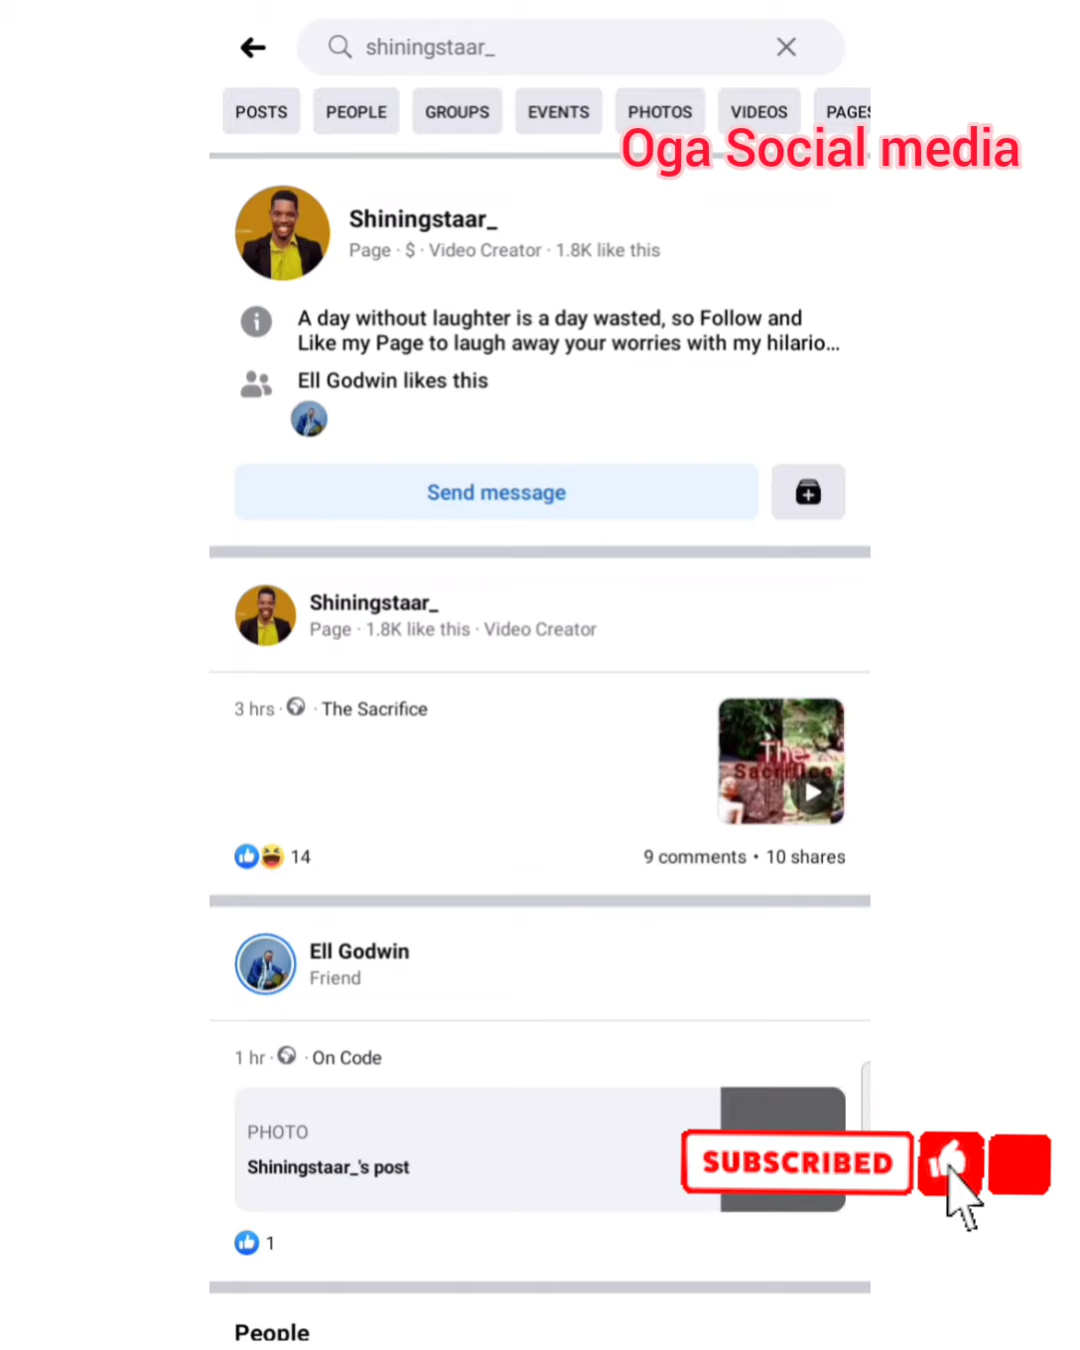 shiningstaar_
POSTS PEOPLE GROUPS EVENTS PHOTOS VIDEOS PAGES
Oga Social media
Shiningstaar_
Page · $ · Video Creator · 1.8K like this
A day without laughter is a day wasted, so Follow and
Like my Page to laugh away your worries with my hilario...
Ell Godwin likes this
Send message
Shiningstaar_
Page · 1.8K like this · Video Creator
3 hrs · · The Sacrifice
The
Sacrifice
14
9 comments • 10 shares
Ell Godwin
Friend
1 hr · · On Code
PHOTO
Shiningstaar_'s post
SUBSCRIBED
1
People